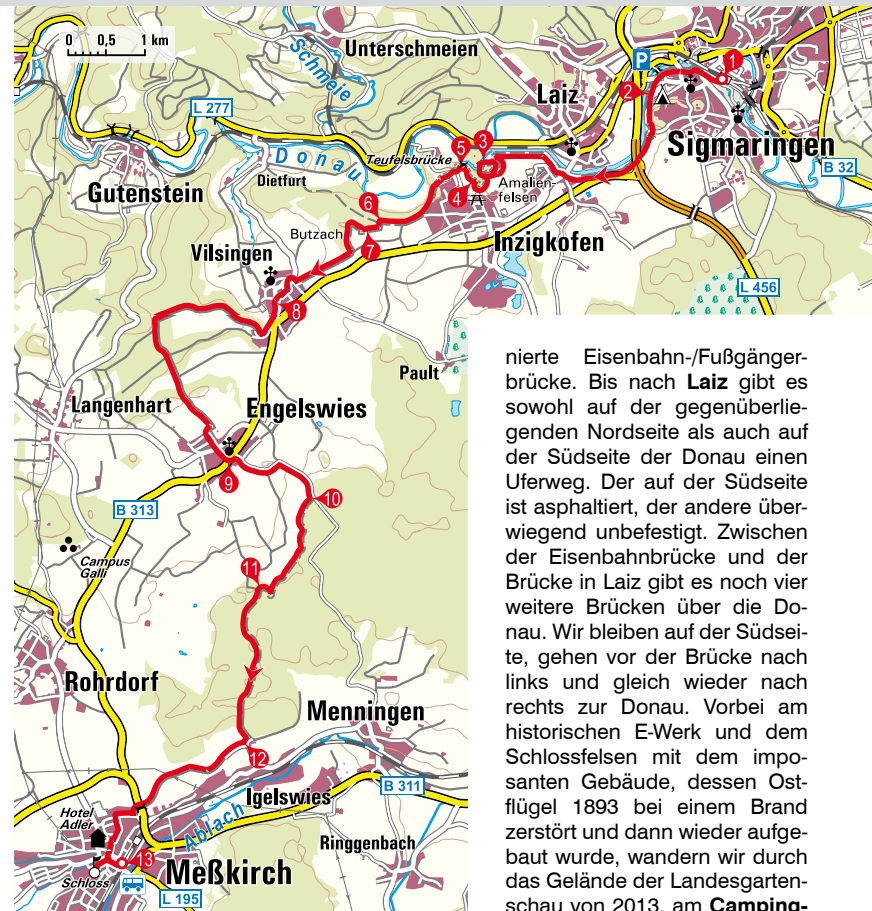 0 0,5 1 km
Unterschmeien
Schmeie
P
1
2
Laiz
L 277
Sigmaringen
B 32
Donau
Teufelsbrücke
5
3
Gutenstein
Dietfurt
4
Amalien-
felsen
6
Butzach
7
Inzigkofen
Vilsingen
L 456
8
Pault
Langenhart
Engelswies
9
10
B 313
Campus
Galli
11
Rohrdorf
Menningen
12
B 311
Igelswies
Hotel
Adler
Ablach
Ringgenbach
13
Schloss
Meßkirch
L 195
nierte Eisenbahn-/Fußgänger-
brücke. Bis nach Laiz gibt es
sowohl auf der gegenüberlie-
genden Nordseite als auch auf
der Südseite der Donau einen
Uferweg. Der auf der Südseite
ist asphaltiert, der andere über-
wiegend unbefestigt. Zwischen
der Eisenbahnbrücke und der
Brücke in Laiz gibt es noch vier
weitere Brücken über die Do-
nau. Wir bleiben auf der Südsei-
te, gehen vor der Brücke nach
links und gleich wieder nach
rechts zur Donau. Vorbei am
historischen E-Werk und dem
Schlossfelsen mit dem impo-
santen Gebäude, dessen Ost-
flügel 1893 bei einem Brand
zerstört und dann wieder aufge-
baut wurde, wandern wir durch
das Gelände der Landesgarten-
schau von 2013, am Camping-